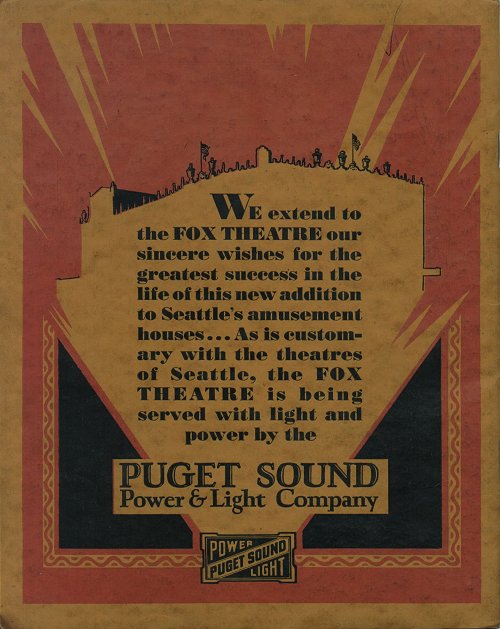 WE extend to
the FOX THEATRE our
sincere wishes for the
greatest success in the
life of this new addition
to Seattle's amusement
houses... As is custom-
ary with the theatres
of Seattle, the FOX
THEATRE is being
served with light and
power by the
PUGET SOUND
Power & Light Company
POWER
PUGET SOUND
LIGHT